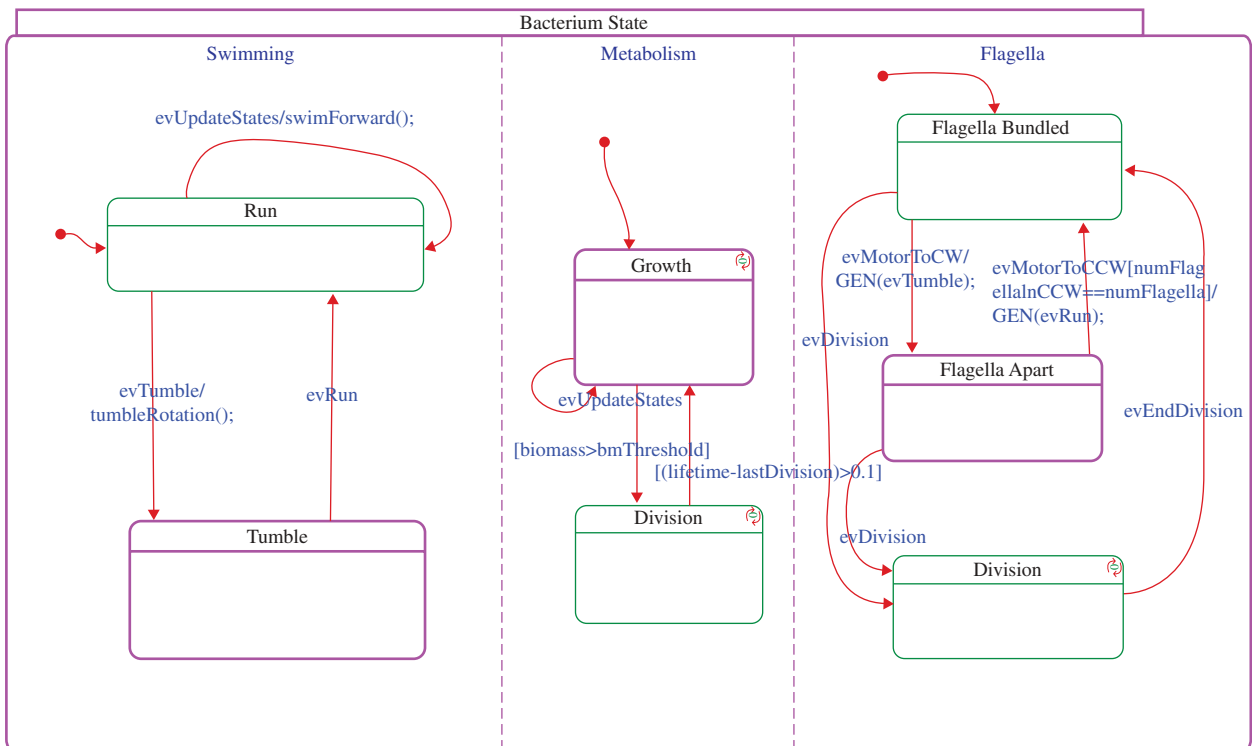 Bacterium State
Swimming
evUpdateStates/swimForward();
Run
evTumble/
tumbleRotation();
evRun
Tumble
Metabolism
Growth
evUpdateStates
[biomass>bmThreshold]
[(lifetime-lastDivision)>0.1]
Division
Flagella
Flagella Bundled
evMotorToCW/
GEN(evTumble);
evMotorToCCW[numFlag
ellaInCCW==numFlagella]/
GEN(evRun);
evDivision
Flagella Apart
evEndDivision
evDivision
Division